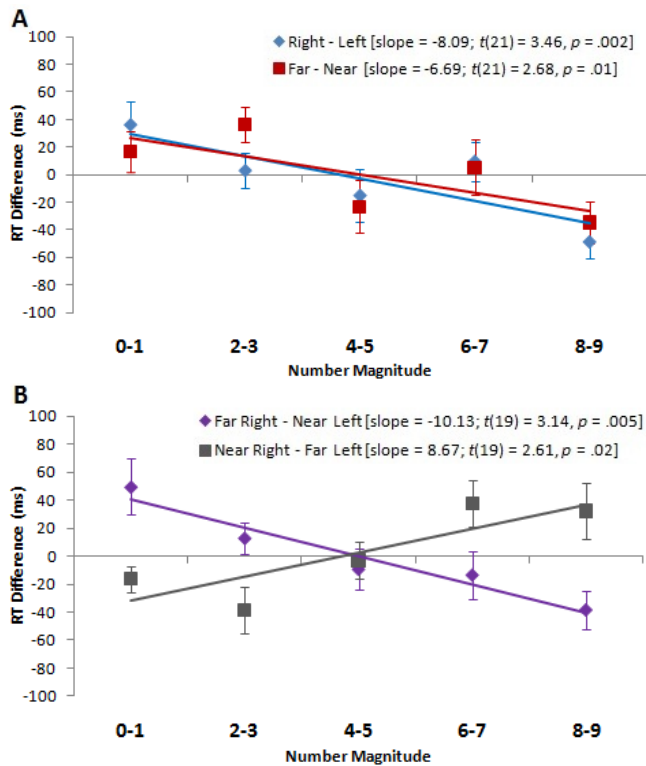 A
Right - Left [slope = -8.09; t(21) = 3.46, p = .002]
Far - Near [slope = -6.69; t(21) = 2.68, p = .01]
100
80
60
40
20
0
-20
-40
-60
-80
-100
RT Difference (ms)
0-1 2-3 4-5 6-7 8-9
Number Magnitude
B
Far Right - Near Left [slope = -10.13; t(19) = 3.14, p = .005]
Near Right - Far Left [slope = 8.67; t(19) = 2.61, p = .02]
100
80
60
40
20
0
-20
-40
-60
-80
-100
RT Difference (ms)
0-1 2-3 4-5 6-7 8-9
Number Magnitude